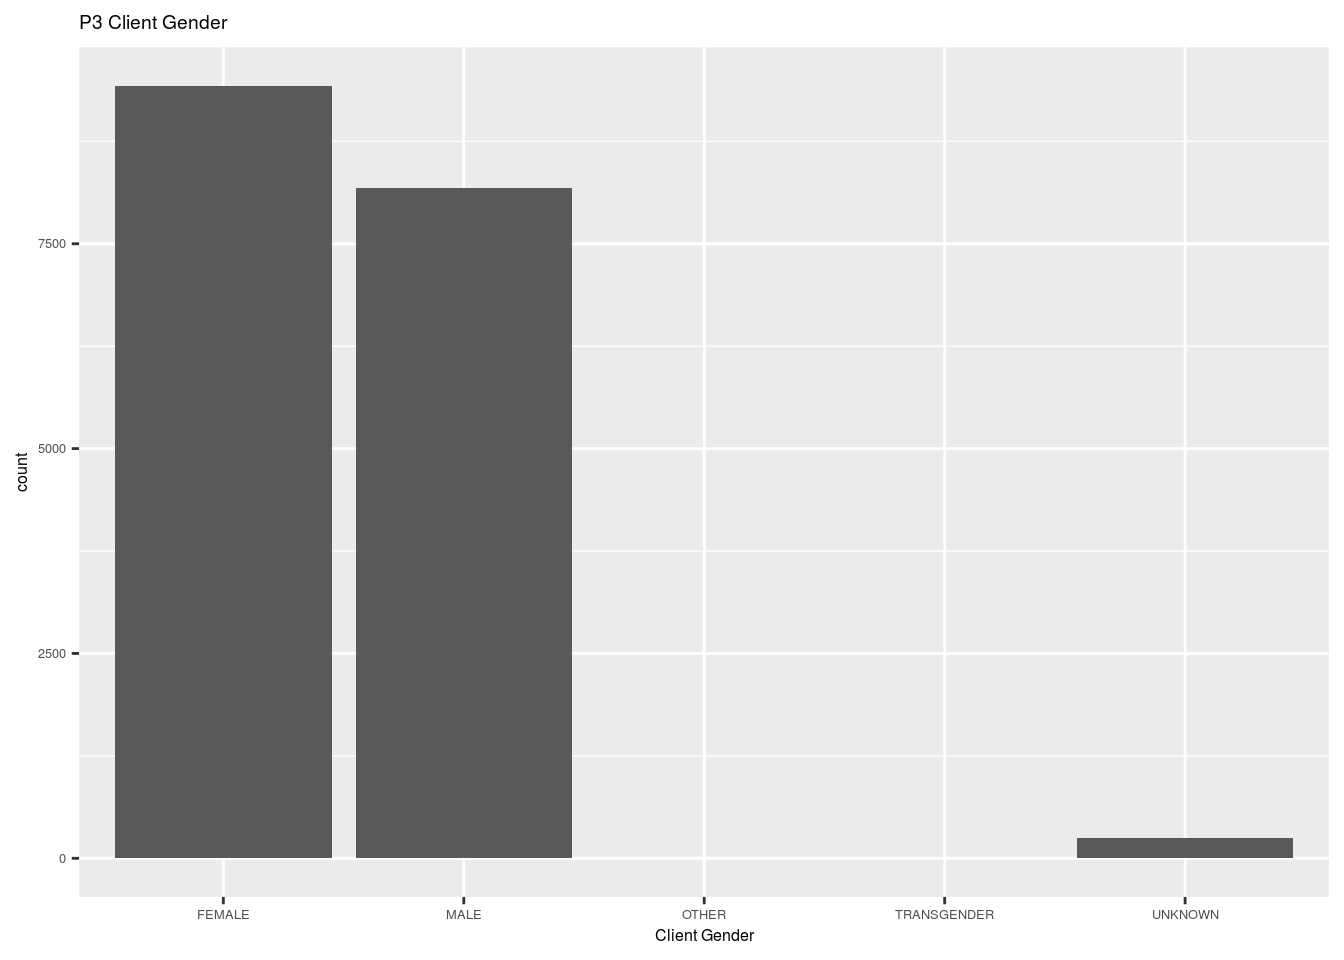 P3 Client Gender
count
7500
5000
2500
0
FEMALE
MALE
OTHER
TRANSGENDER
UNKNOWN
Client Gender